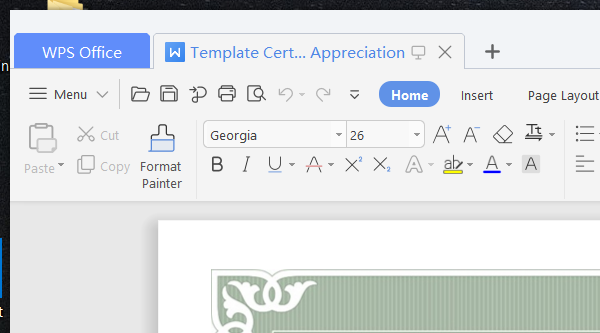 WPS Office
Template Cert... Appreciation
Menu
Home
Insert
Page Layout
Paste
Cut
Copy
Format
Painter
Georgia
26
A+ A- Tt
B I U A X2 X2 A ab A A